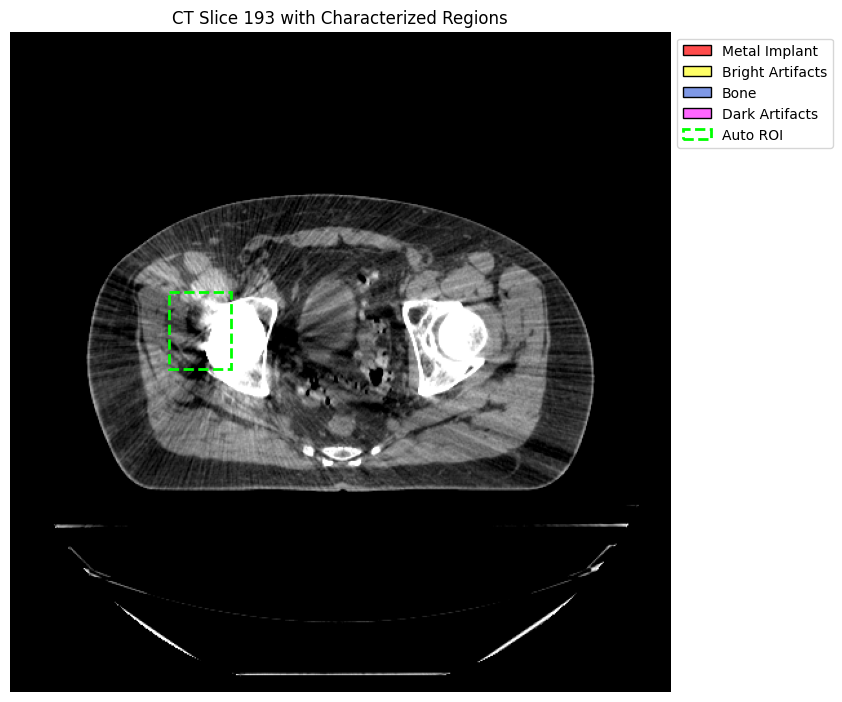 CT Slice 193 with Characterized Regions
Metal Implant
Bright Artifacts
Bone
Dark Artifacts
Auto ROI